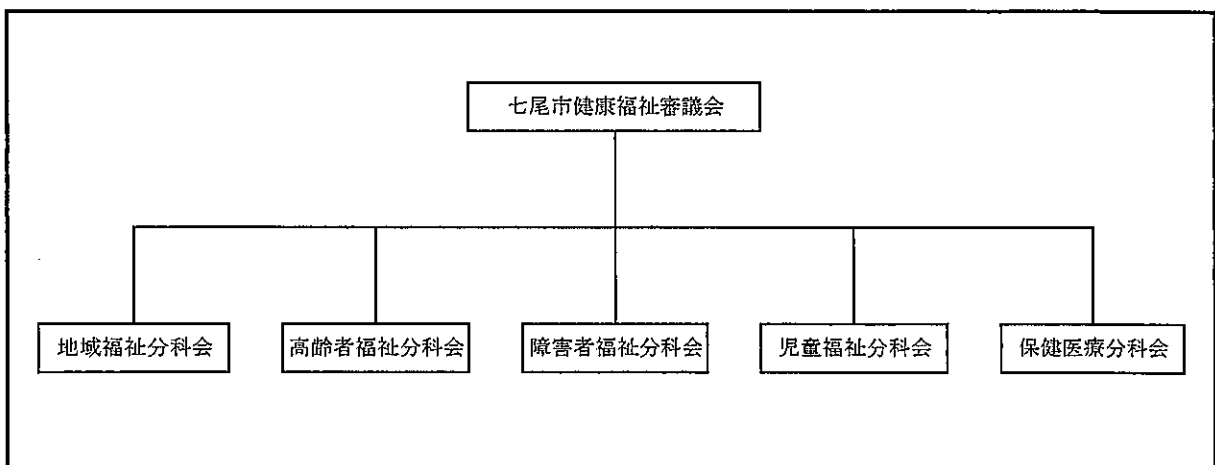 七尾市健康福祉審議会
地域福祉分科会
高齢者福祉分科会
障害者福祉分科会
児童福祉分科会
保健医療分科会